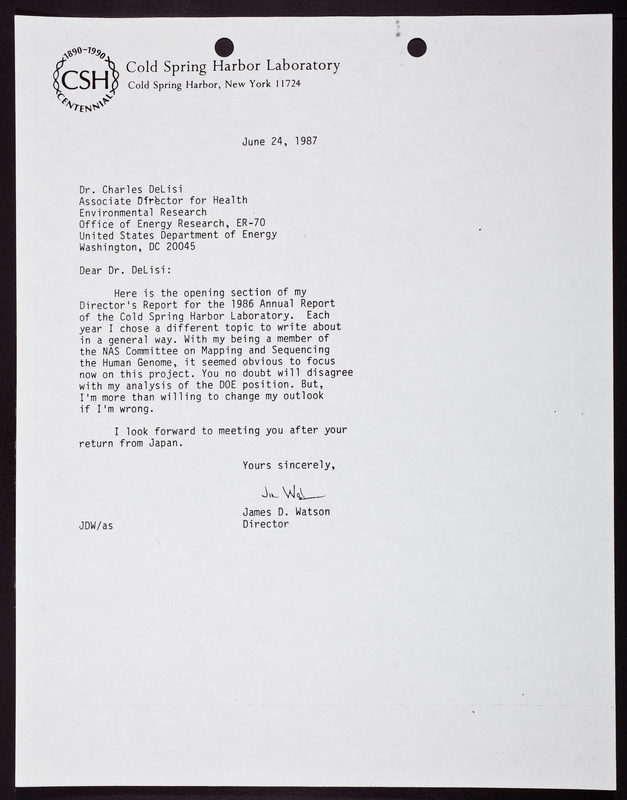 1890-1990
CSH
CENTENNIAL
Cold Spring Harbor Laboratory
Cold Spring Harbor, New York 11724
June 24, 1987
Dr. Charles DeLisi
Associate Director for Health
Environmental Research
Office of Energy Research, ER-70
United States Department of Energy
Washington, DC 20045
Dear Dr. DeLisi:
Here is the opening section of my
Director's Report for the 1986 Annual Report
of the Cold Spring Harbor Laboratory. Each
year I chose a different topic to write about
in a general way. With my being a member of
the NAS Committee on Mapping and Sequencing
the Human Genome, it seemed obvious to focus
now on this project. You no doubt will disagree
with my analysis of the DOE position. But,
I'm more than willing to change my outlook
if I'm wrong.
I look forward to meeting you after your
return from Japan.
Yours sincerely,
Jim Watson
James D. Watson
JDW/as Director